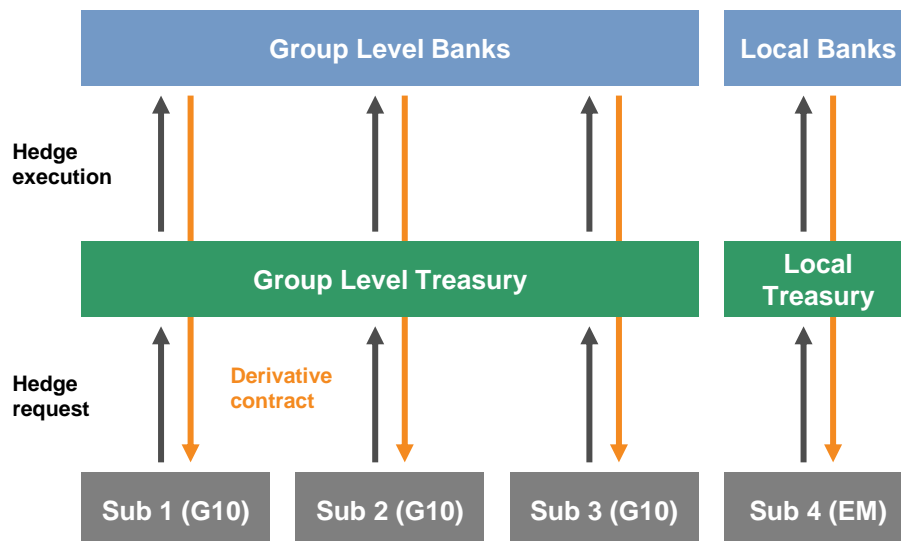 Group Level Banks
Local Banks
Hedge
execution
Group Level Treasury
Local
Treasury
Hedge
request
Derivative
contract
Sub 1 (G10)
Sub 2 (G10)
Sub 3 (G10)
Sub 4 (EM)